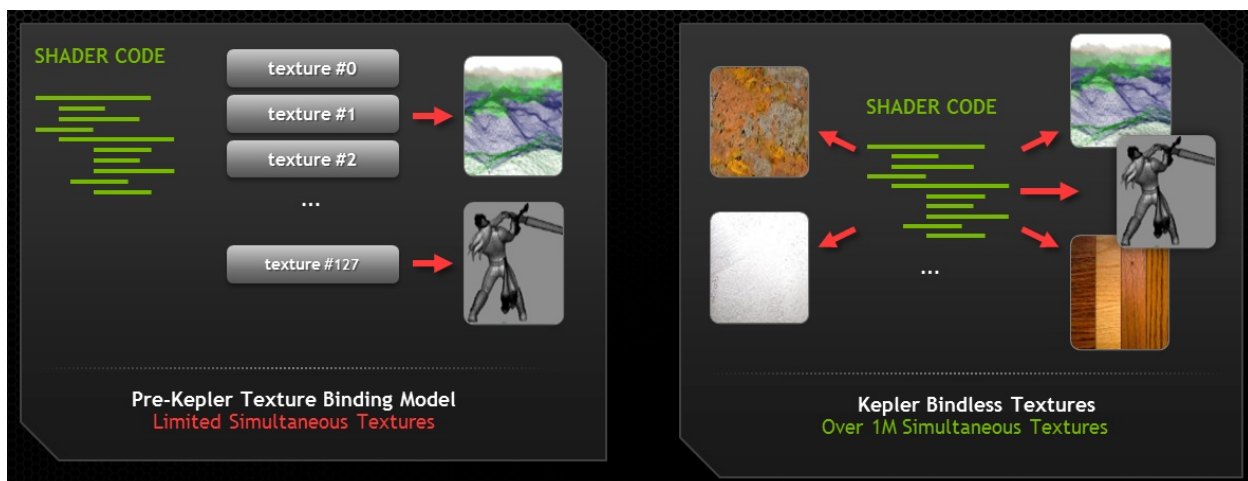 SHADER CODE
texture #0
texture #1
texture #2
...
texture #127
Pre-Kepler Texture Binding Model
Limited Simultaneous Textures
SHADER CODE
...
Kepler Bindless Textures
Over 1M Simultaneous Textures